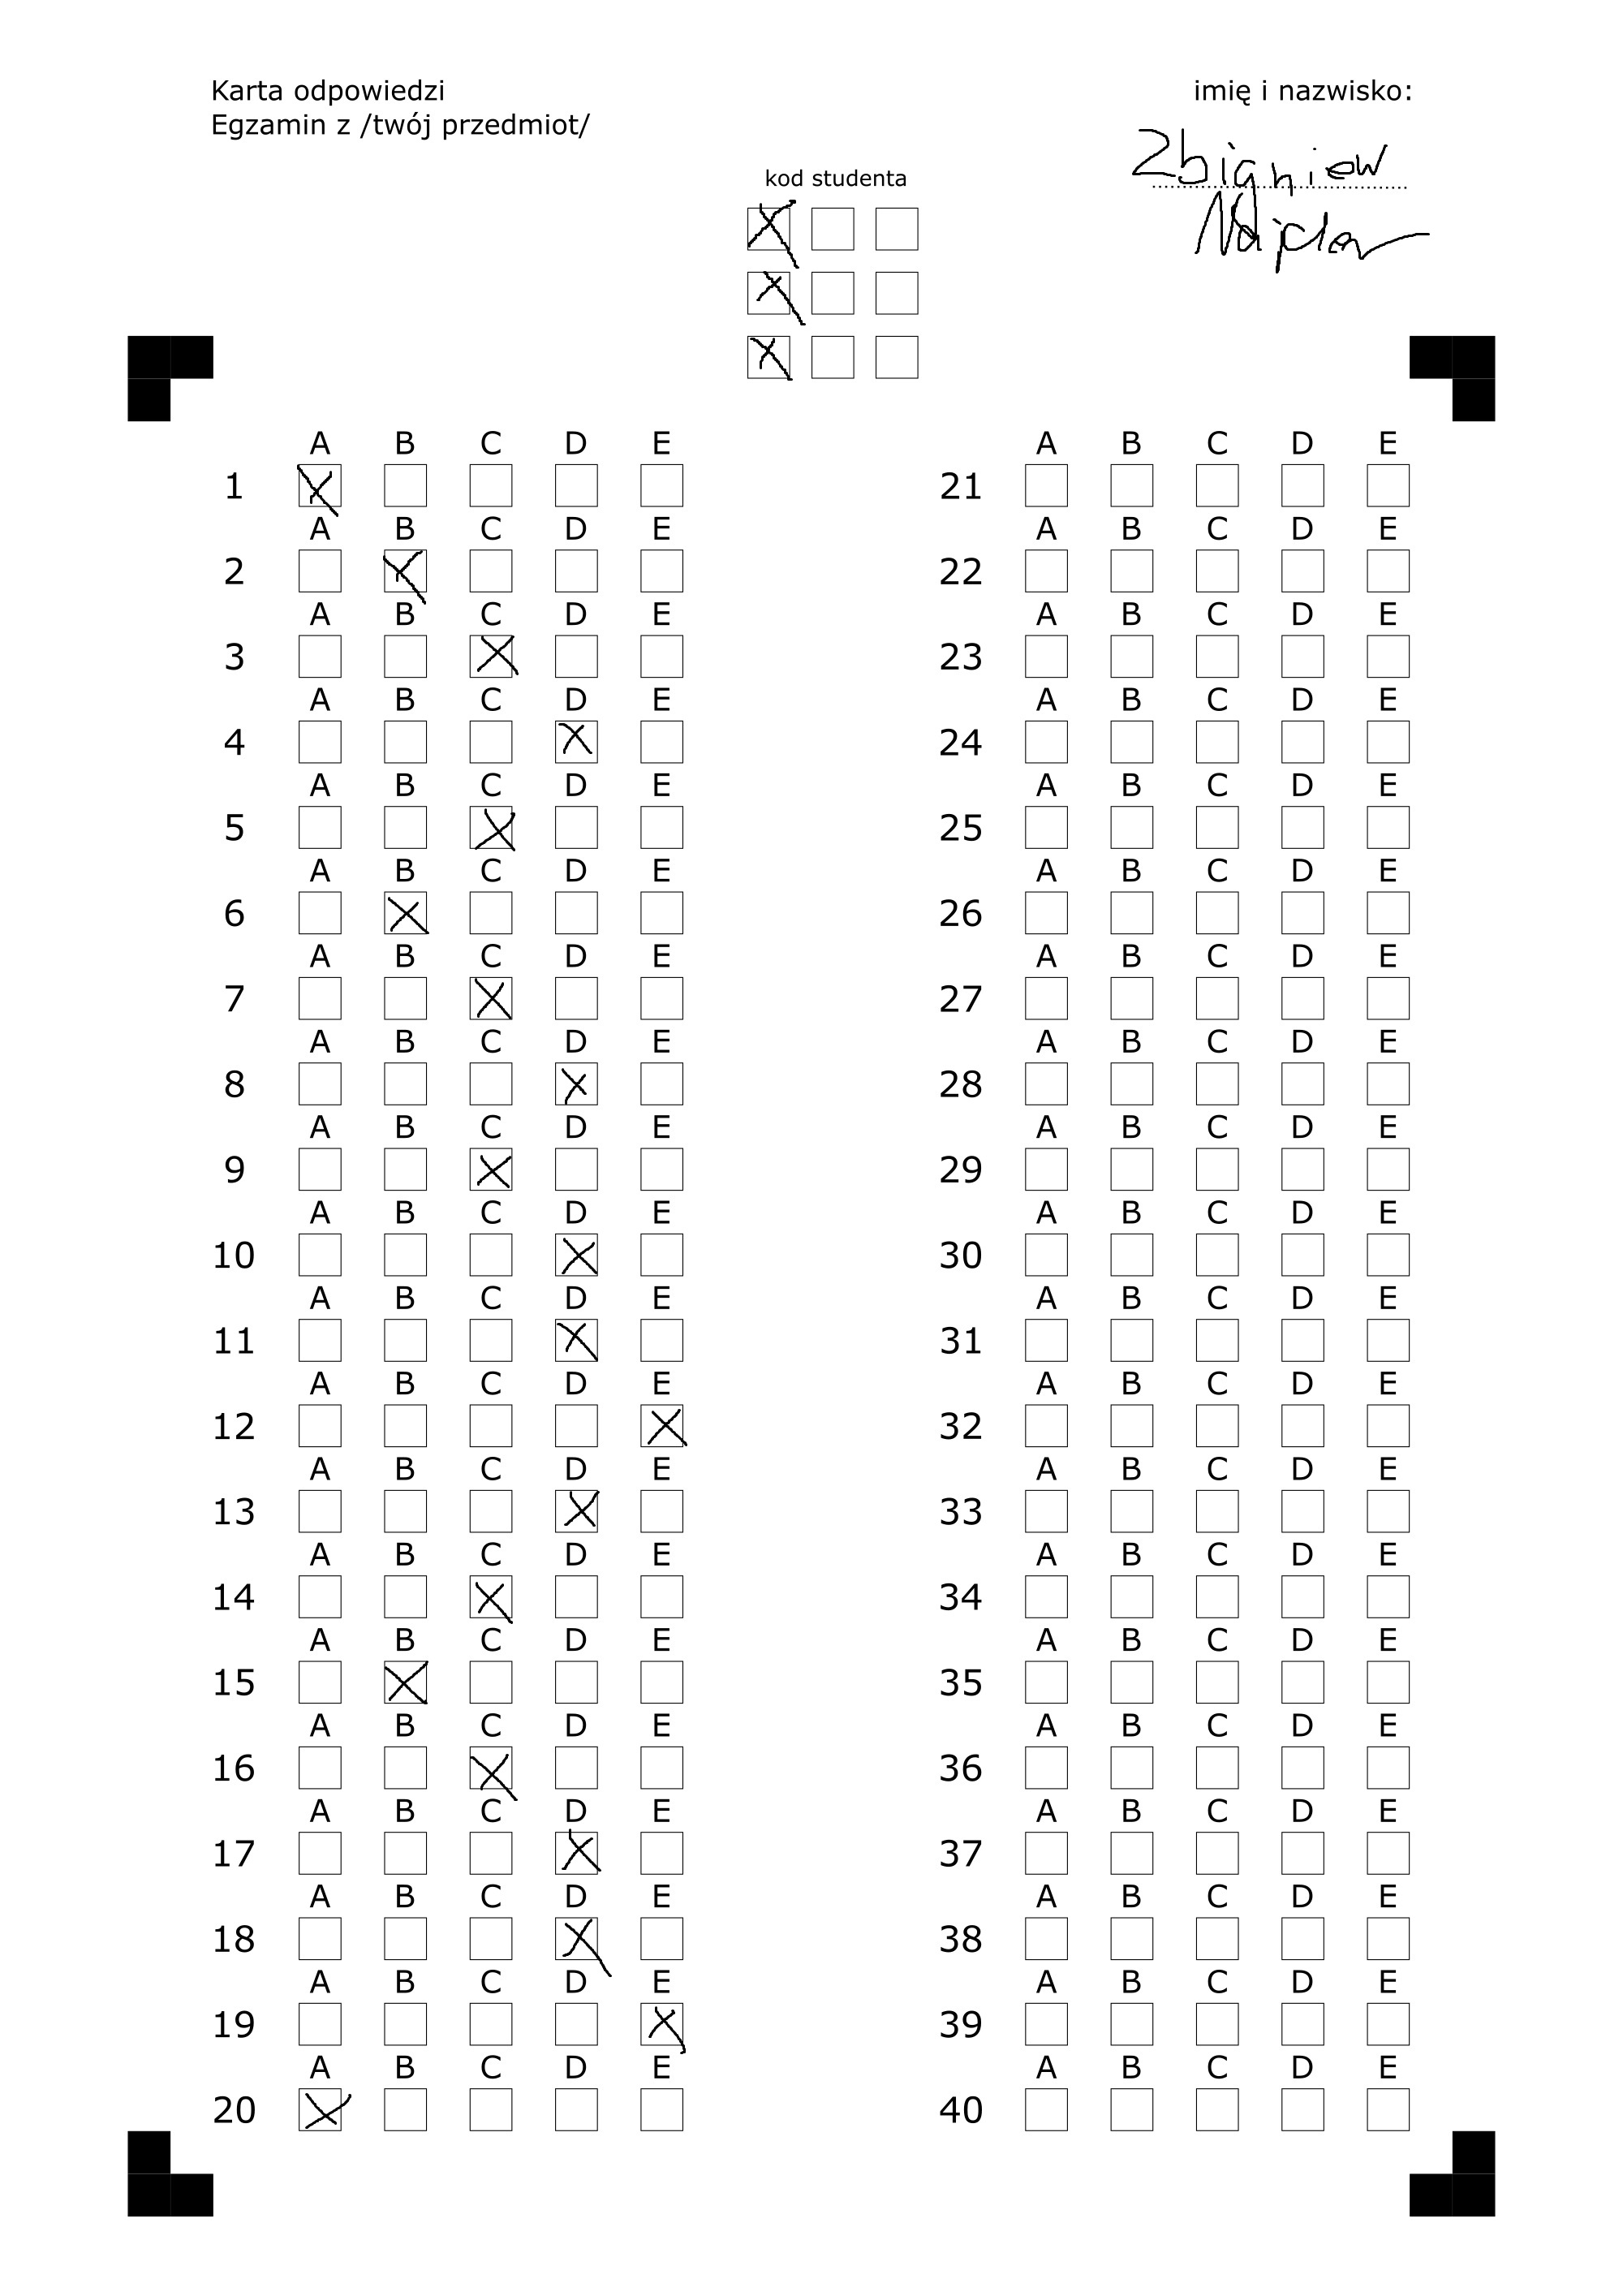 Karta odpowiedzi
Egzamin z /twój przedmiot/
imię i nazwisko:
Zbigniew
kod studenta
A B C D E
1
A B C D E
2
A B C D E
3
A B C D E
4
A B C D E
5
A B C D E
6
A B C D E
7
A B C D E
8
A B C D E
9
A B C D E
10
A B C D E
11
A B C D E
12
A B C D E
13
A B C D E
14
A B C D E
15
A B C D E
16
A B C D E
17
A B C D E
18
A B C D E
19
A B C D E
20
A B C D E
21
A B C D E
22
A B C D E
23
A B C D E
24
A B C D E
25
A B C D E
26
A B C D E
27
A B C D E
28
A B C D E
29
A B C D E
30
A B C D E
31
A B C D E
32
A B C D E
33
A B C D E
34
A B C D E
35
A B C D E
36
A B C D E
37
A B C D E
38
A B C D E
39
A B C D E
40